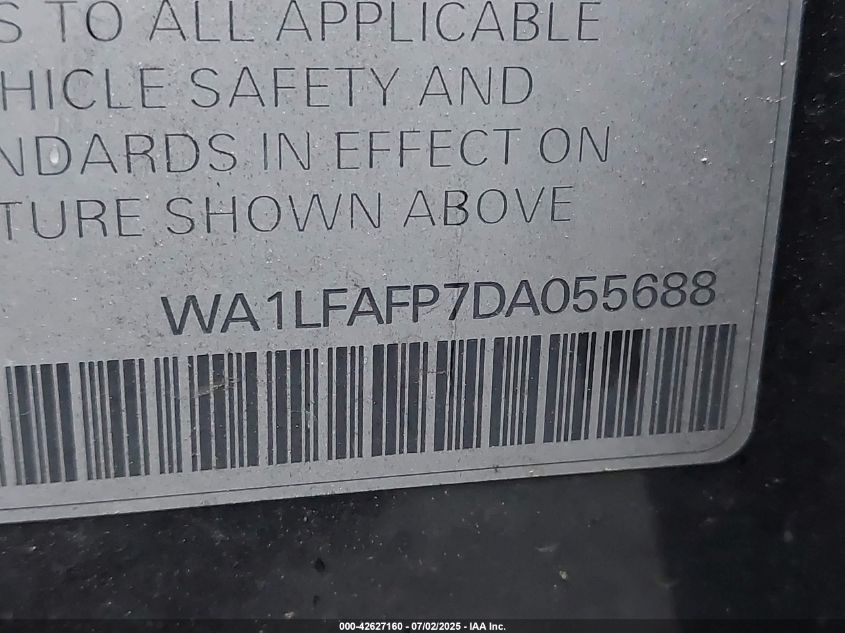 S TO ALL APPLICABLE
HICLE SAFETY AND
NDARDS IN EFFECT ON
TURE SHOWN ABOVE
WA1LFAFP7DA055688
000-42627160 - 07/02/2025 - IAA Inc.